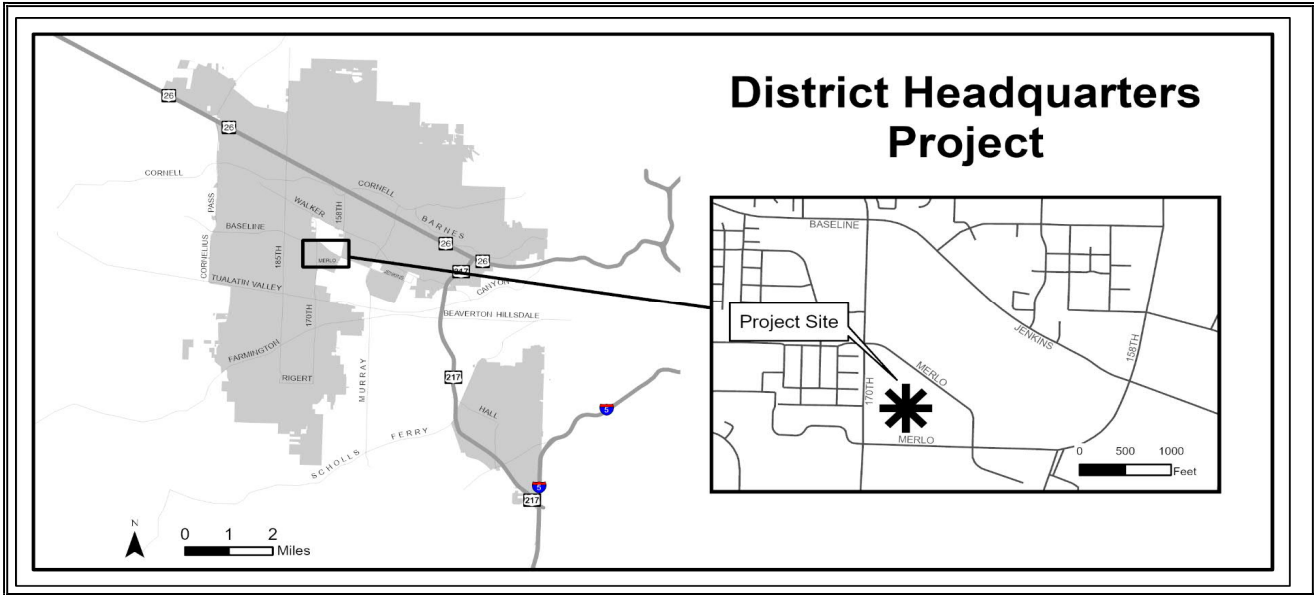 District Headquarters
Project
26
26
CORNELL
CORNELL
PASS
WALKER
158TH
BARNES
BASELINE
26
26
185TH
CORNELIUS
MERLO
217
JENKINS
TUALATIN VALLEY
CANYON
170TH
BEAVERTON HILLSDALE
FARMINGTON
MURRAY
RIGERT
217
HALL
5
SCHOLLS FERRY
5
217
N
0 1 2
Miles
BASELINE
Project Site
JENKINS
158TH
MERLO
170TH
MERLO
0 500 1000
Feet